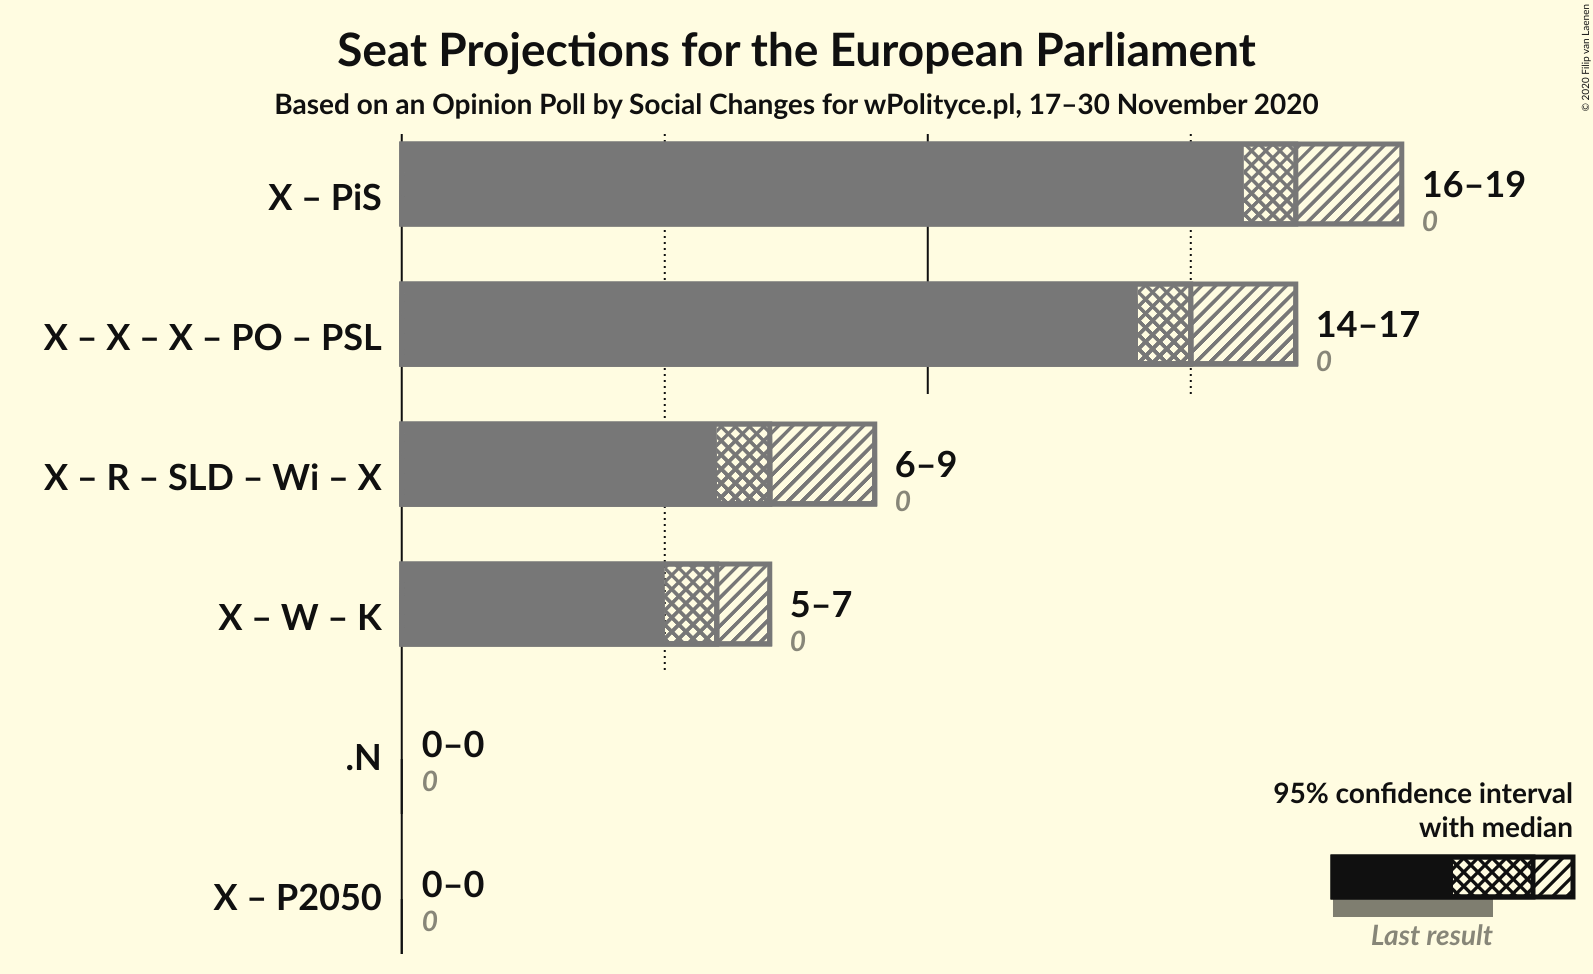 Seat Projections for the European Parliament
Based on an Opinion Poll by Social Changes for wPolityce.pl, 17–30 November 2020
© 2020 Filip van Laenen
X – PiS
16–19
0
X – X – X – PO – PSL
14–17
0
X – R – SLD – Wi – X
6–9
0
X – W – K
5–7
0
.N
0–0
0
X – P2050
0–0
0
95% confidence interval
with median
Last result